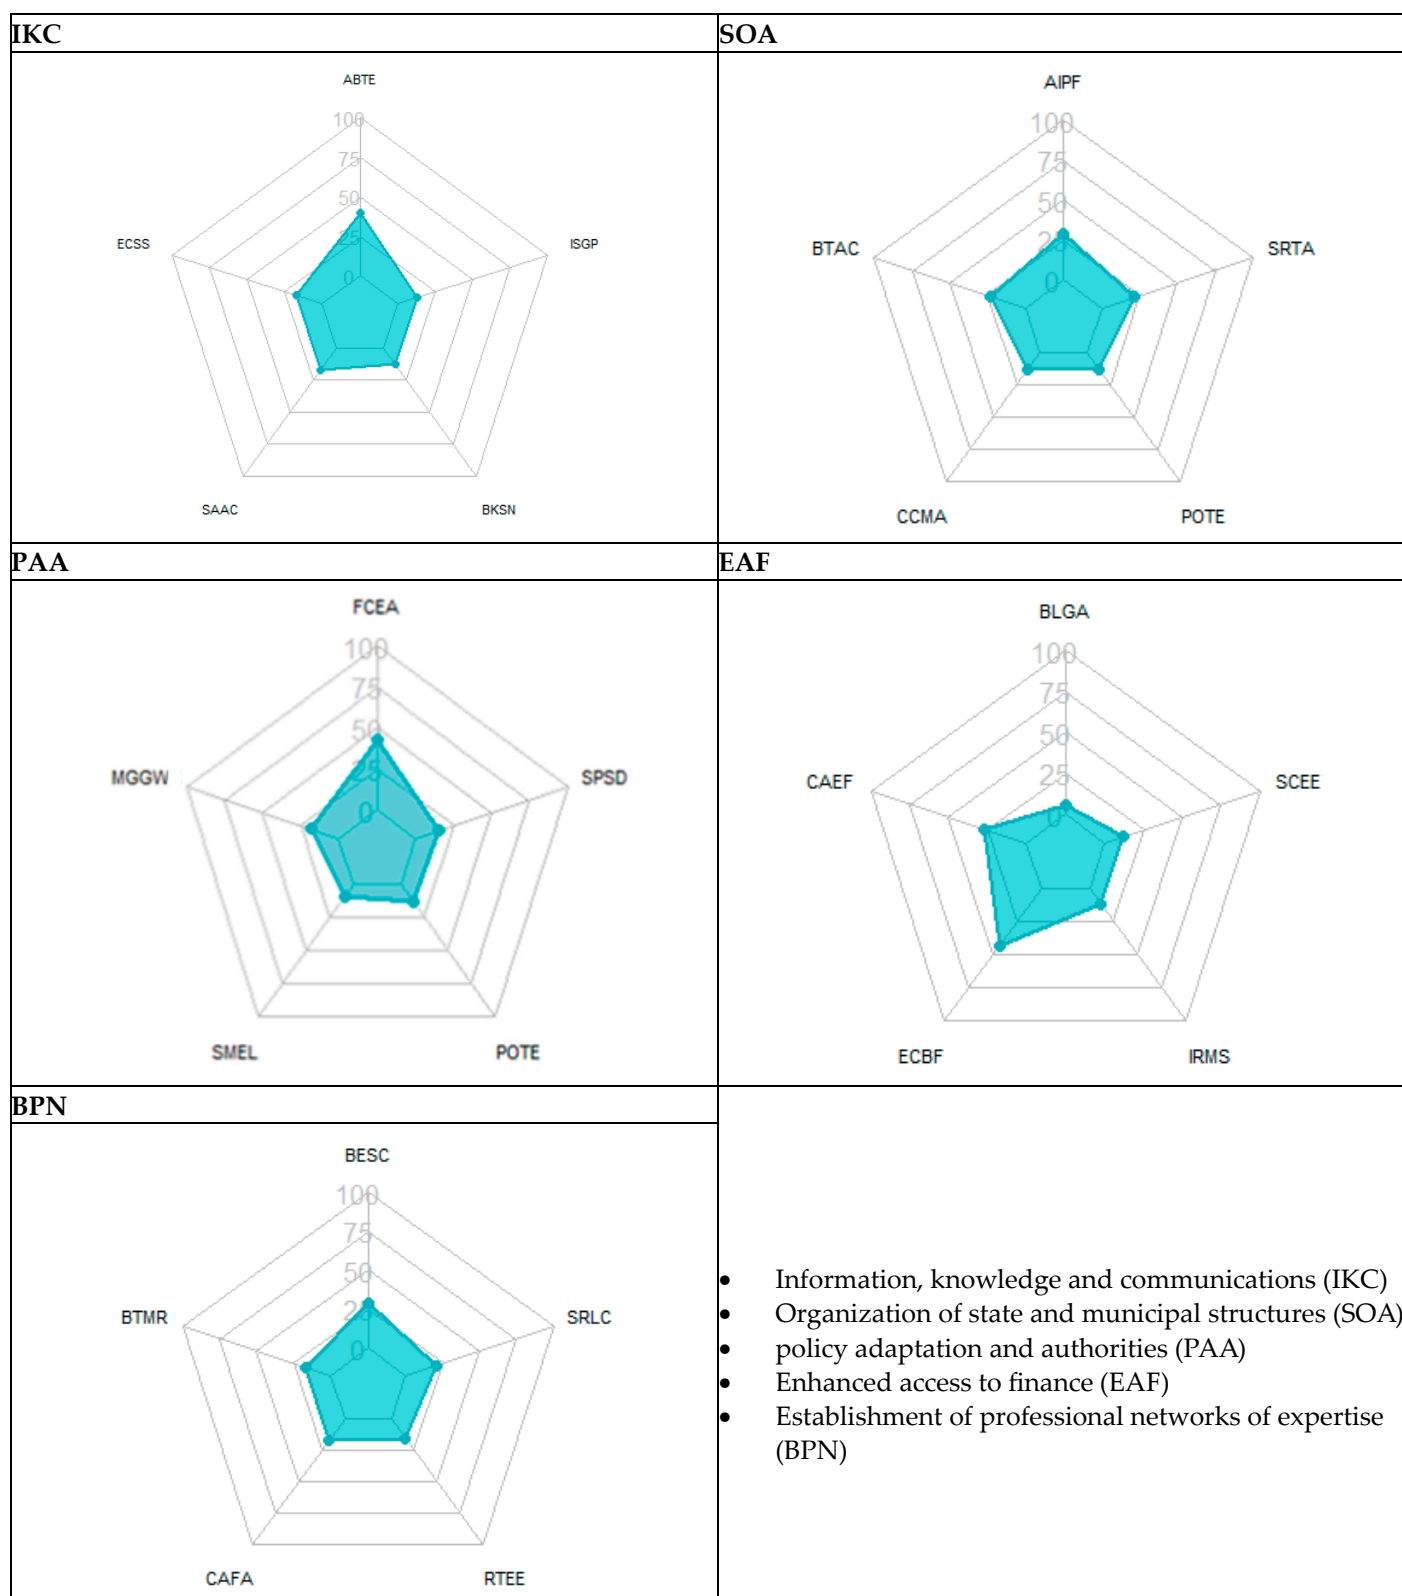 IKC
ABTE
100
75
50
25
0
ECSS
ISGP
SAAC
BKSN
SOA
AIPF
100
75
50
25
0
BTAC
SRTA
CCMA
POTE
PAA
FCEA
100
75
50
25
0
MGGW
SPSD
SMEL
POTE
EAF
BLGA
100
75
50
25
0
CAEF
SCEE
ECBF
IRMS
BPN
BESC
100
75
50
25
0
BTMR
SRLC
CAFA
RTEE
• Information, knowledge and communications (IKC)
• Organization of state and municipal structures (SOA)
• policy adaptation and authorities (PAA)
• Enhanced access to finance (EAF)
• Establishment of professional networks of expertise
(BPN)